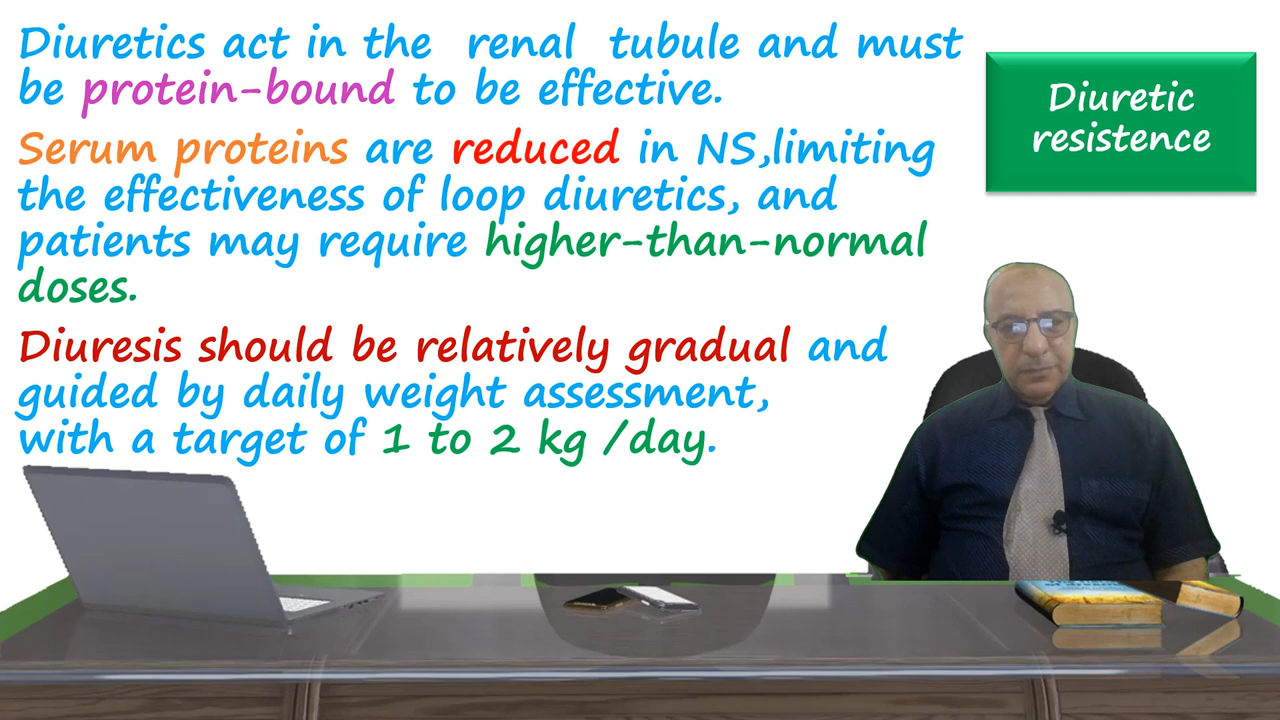 Diuretics act in the renal tubule and must
be protein-bound to be effective.
Serum proteins are reduced in NS,limiting
the effectiveness of loop diuretics, and
patients may require higher-than-normal
doses.
Diuresis should be relatively gradual and
guided by daily weight assessment,
with a target of 1 to 2 kg /day.
Diuretic
resistence